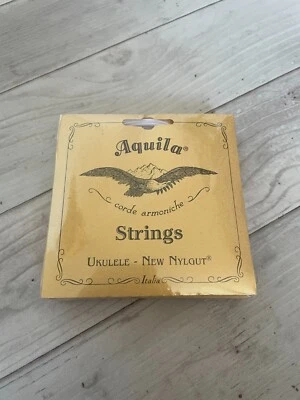 Aquila®
corde armoniche
Strings
UKULELE - NEW NYLGUT®
Italia